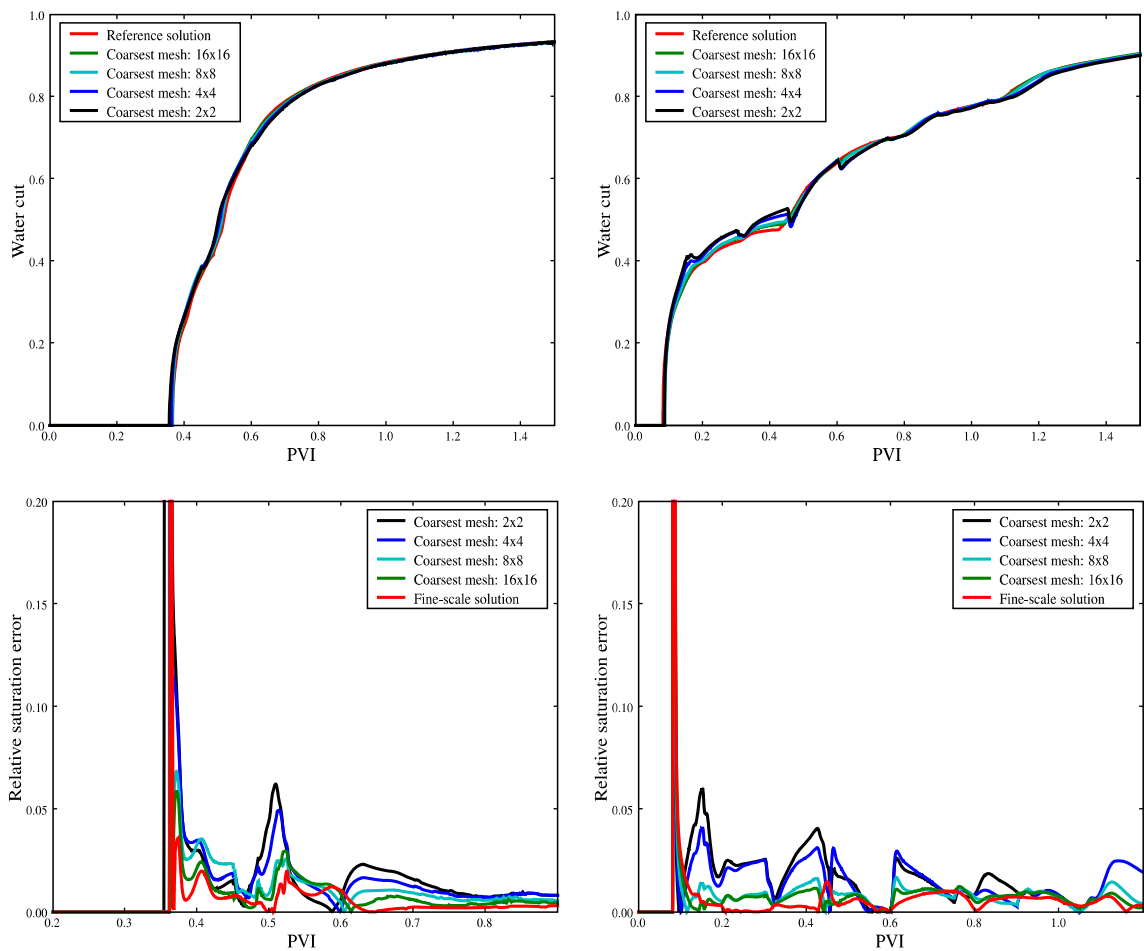 1.0
0.8
0.6
0.4
0.2
0.0
Water cut
Reference solution
Coarsest mesh: 16x16
Coarsest mesh: 8x8
Coarsest mesh: 4x4
Coarsest mesh: 2x2
0.0 0.2 0.4 0.6 0.8 1.0 1.2 1.4
PVI
1.0
0.8
0.6
0.4
0.2
0.0
Water cut
Reference solution
Coarsest mesh: 16x16
Coarsest mesh: 8x8
Coarsest mesh: 4x4
Coarsest mesh: 2x2
0.0 0.2 0.4 0.6 0.8 1.0 1.2 1.4
PVI
0.20
0.15
0.10
0.05
0.00
Relative saturation error
Coarsest mesh: 2x2
Coarsest mesh: 4x4
Coarsest mesh: 8x8
Coarsest mesh: 16x16
Fine-scale solution
0.2 0.3 0.4 0.5 0.6 0.7 0.8
PVI
0.20
0.15
0.10
0.05
0.00
Relative saturation error
Coarsest mesh: 2x2
Coarsest mesh: 4x4
Coarsest mesh: 8x8
Coarsest mesh: 16x16
Fine-scale solution
0.0 0.2 0.4 0.6 0.8 1.0
PVI